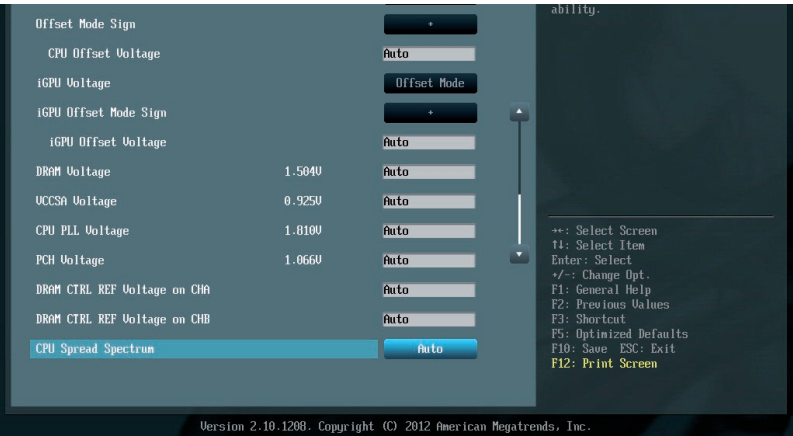 ability.
Offset Mode Sign +
CPU Offset Voltage Auto
iGPU Voltage Offset Mode
iGPU Offset Mode Sign +
iGPU Offset Voltage Auto
DRAM Voltage 1.504V Auto
VCCSA Voltage 0.925V Auto
CPU PLL Voltage 1.810V Auto
PCH Voltage 1.066V Auto
DRAM CTRL REF Voltage on CHA Auto
DRAM CTRL REF Voltage on CHB Auto
CPU Spread Spectrum Auto
→←: Select Screen
↑↓: Select Item
Enter: Select
+/-: Change Opt.
F1: General Help
F2: Previous Values
F3: Shortcut
F5: Optimized Defaults
F10: Save ESC: Exit
F12: Print Screen
Version 2.10.1208. Copyright (C) 2012 American Megatrends, Inc.